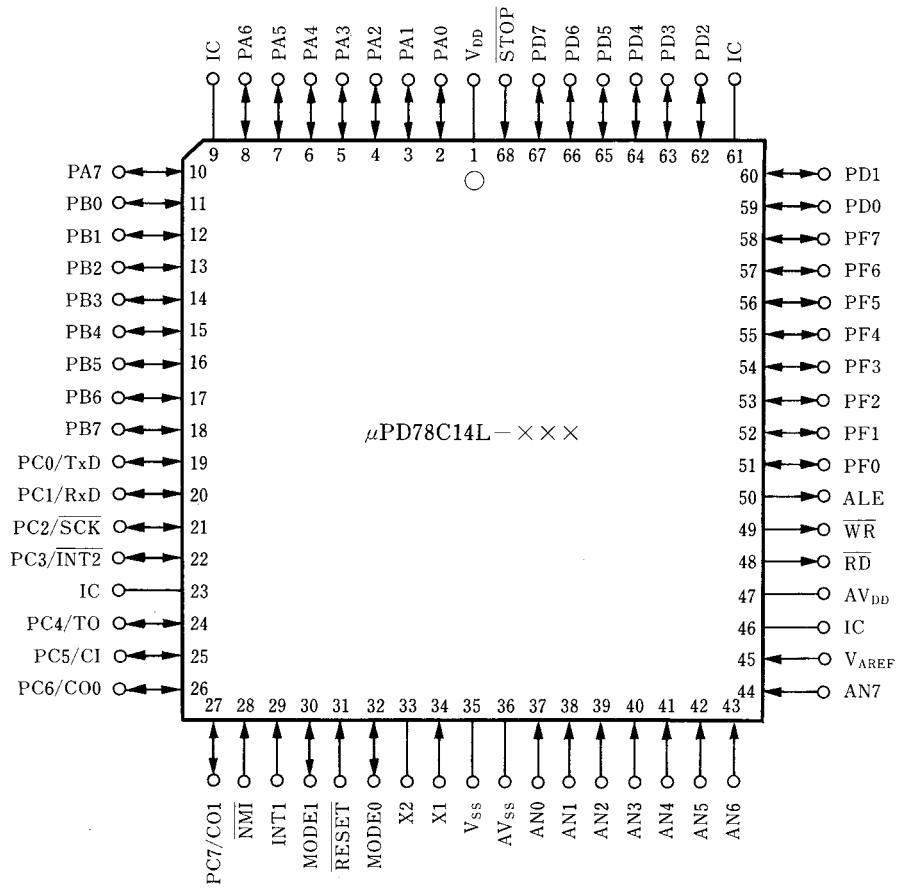 IC PA6 PA5 PA4 PA3 PA2 PA1 PA0 VDD S̅T̅O̅P̅ PD7 PD6 PD5 PD4 PD3 PD2 IC
9 8 7 6 5 4 3 2 1 68 67 66 65 64 63 62 61
PA7 10
PB0 11
PB1 12
PB2 13
PB3 14
PB4 15
PB5 16
PB6 17
PB7 18
PC0/TxD 19
PC1/RxD 20
PC2/S̅C̅K̅ 21
PC3/I̅N̅T̅2̅ 22
IC 23
PC4/TO 24
PC5/CI 25
PC6/CO0 26
μPD78C14L-×××
60 PD1
59 PD0
58 PF7
57 PF6
56 PF5
55 PF4
54 PF3
53 PF2
52 PF1
51 PF0
50 ALE
49 W̅R̅
48 R̅D̅
47 AVDD
46 IC
45 VAREF
44 AN7
27 28 29 30 31 32 33 34 35 36 37 38 39 40 41 42 43
PC7/CO1 N̅M̅I̅ INT1 MODE1 R̅E̅S̅E̅T̅ MODE0 X2 X1 VSS AVSS AN0 AN1 AN2 AN3 AN4 AN5 AN6